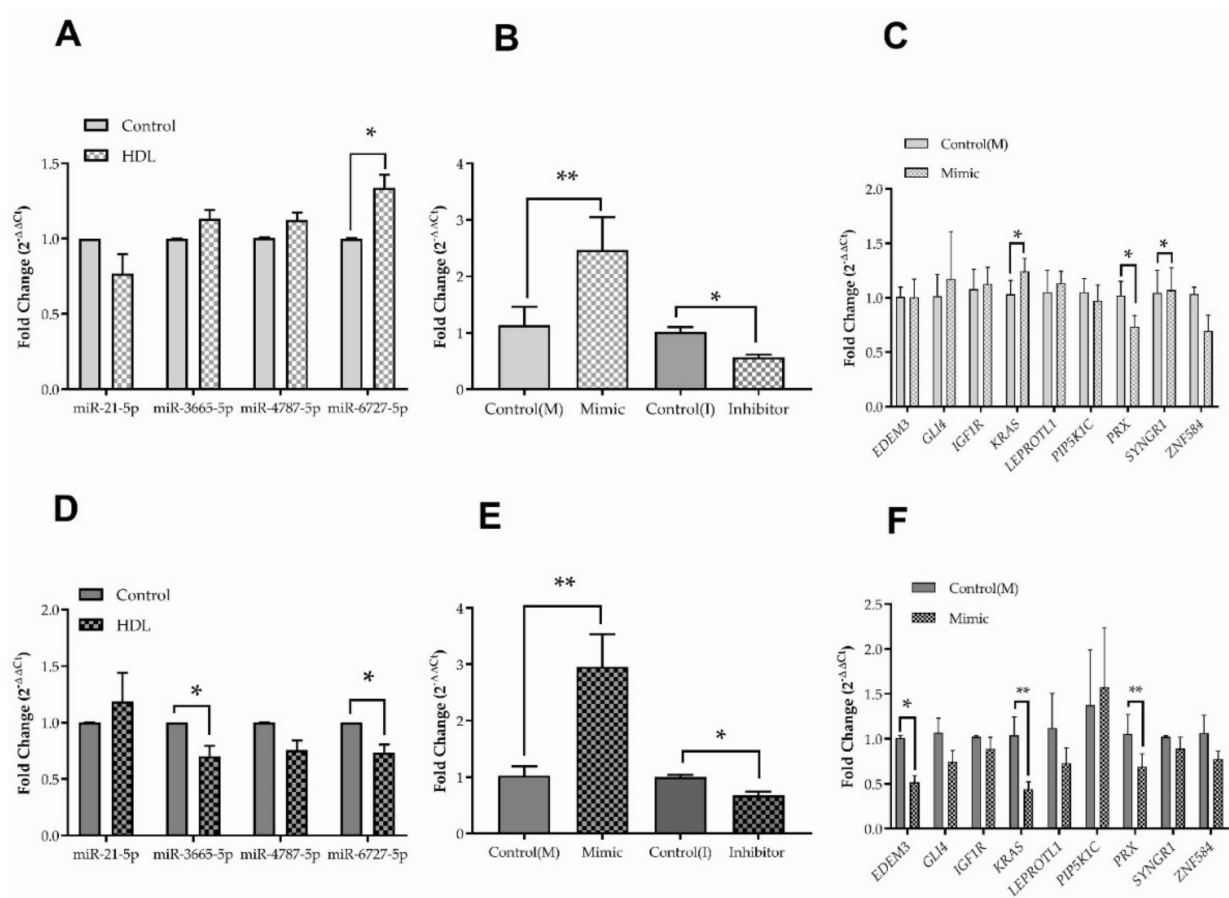 A
Control
HDL
*
Fold Change (2-ΔΔCt)
1.5
1.0
0.5
0.0
miR-21-5p miR-3665-5p miR-4787-5p miR-6727-5p
B
**
*
Fold Change (2-ΔΔCt)
4
3
2
1
0
Control(M) Mimic Control(I) Inhibitor
C
Control(M)
Mimic
* * *
Fold Change (2-ΔΔCt)
2.0
1.5
1.0
0.5
0.0
EDEM3 GLI4 IGF1R KRAS LEPROTL1 PIP5K1C PRX SYNGR1 ZNF584
D
Control
HDL
* *
Fold Change (2-ΔΔCt)
2.0
1.5
1.0
0.5
0.0
miR-21-5p miR-3665-5p miR-4787-5p miR-6727-5p
E
**
*
Fold Change (2-ΔΔCt)
4
3
2
1
0
Control(M) Mimic Control(I) Inhibitor
F
Control(M)
Mimic
* ** **
Fold Change (2-ΔΔCt)
2.5
2.0
1.5
1.0
0.5
0.0
EDEM3 GLI4 IGF1R KRAS LEPROTL1 PIP5K1C PRX SYNGR1 ZNF584